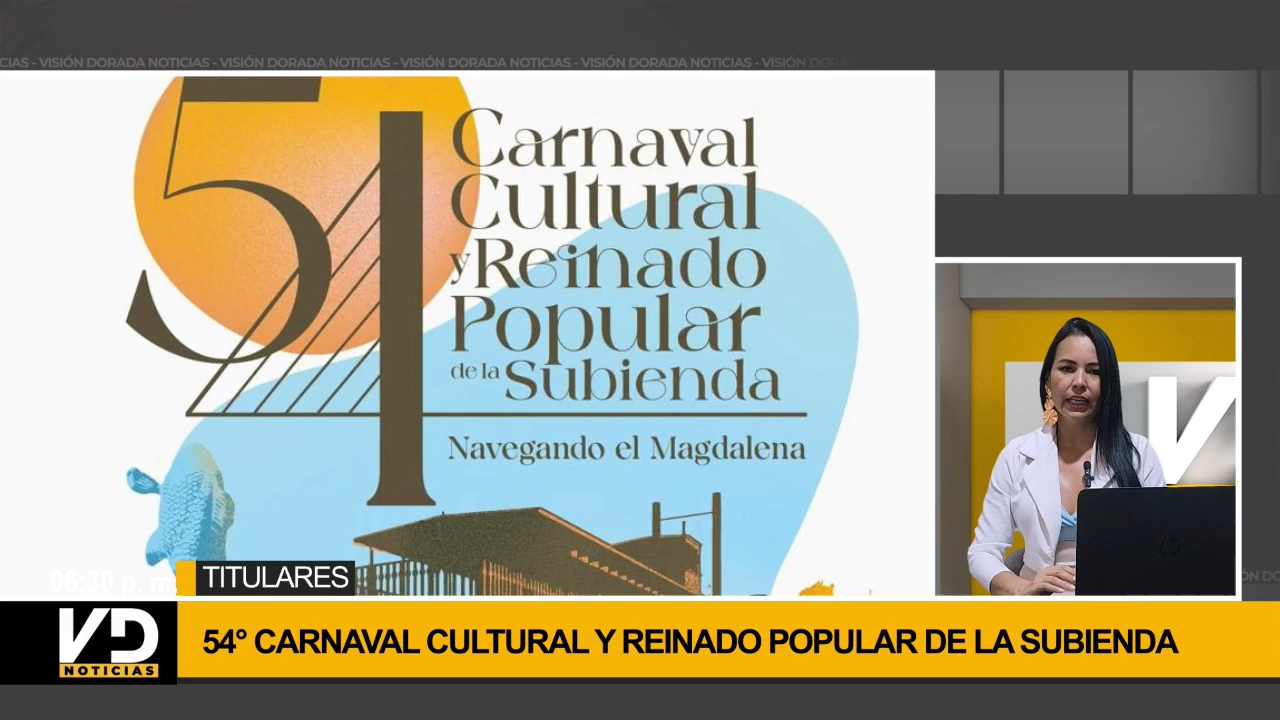 CIAS - VISIÓN DORADA NOTICIAS - VISIÓN DORADA NOTICIAS - VISIÓN DORADA NOTICIAS - VISIÓN DORADA NOTICIAS - VISIÓN DORADA
54
Carnaval
Cultural
y Reinado
Popular
de la Subienda
Navegando el Magdalena
VD
06:30 p. m.
TITULARES
VD
NOTICIAS
54° CARNAVAL CULTURAL Y REINADO POPULAR DE LA SUBIENDA